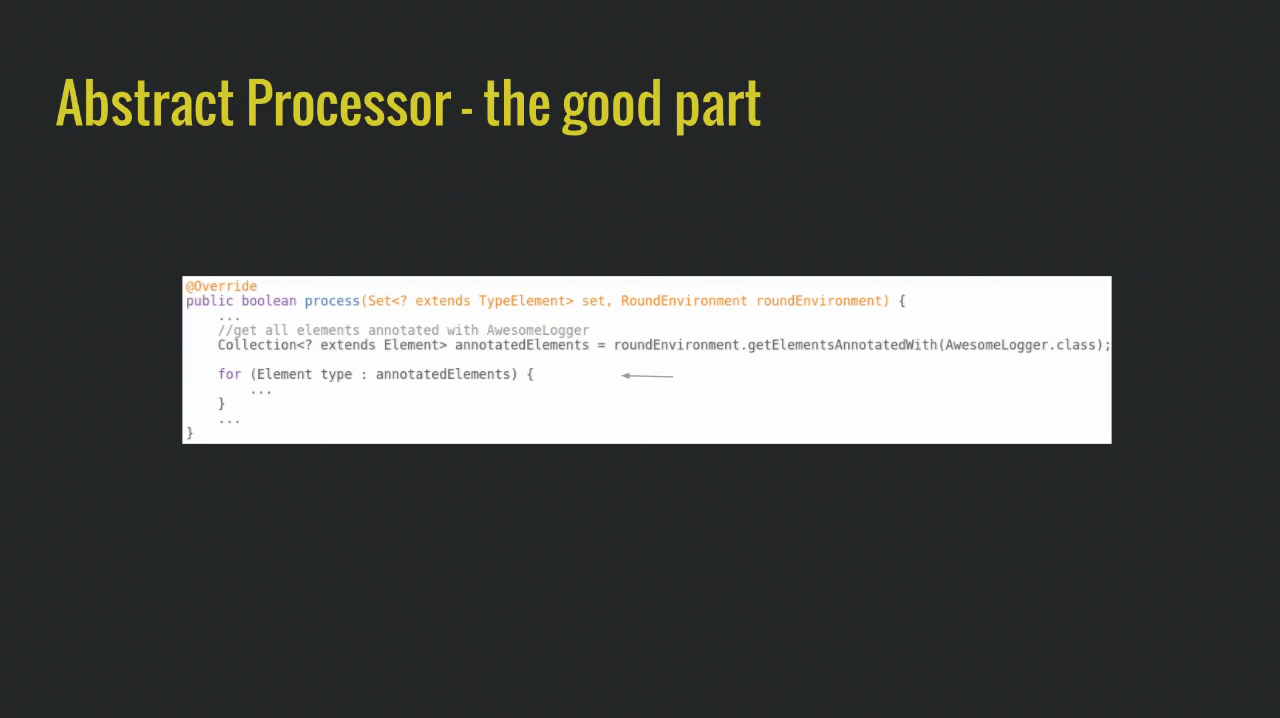 Abstract Processor - the good part
@Override
public boolean process(Set<? extends TypeElement> set, RoundEnvironment roundEnvironment) {
...
//get all elements annotated with AwesomeLogger
Collection<? extends Element> annotatedElements = roundEnvironment.getElementsAnnotatedWith(AwesomeLogger.class);
for (Element type : annotatedElements) {
...
}
...
}